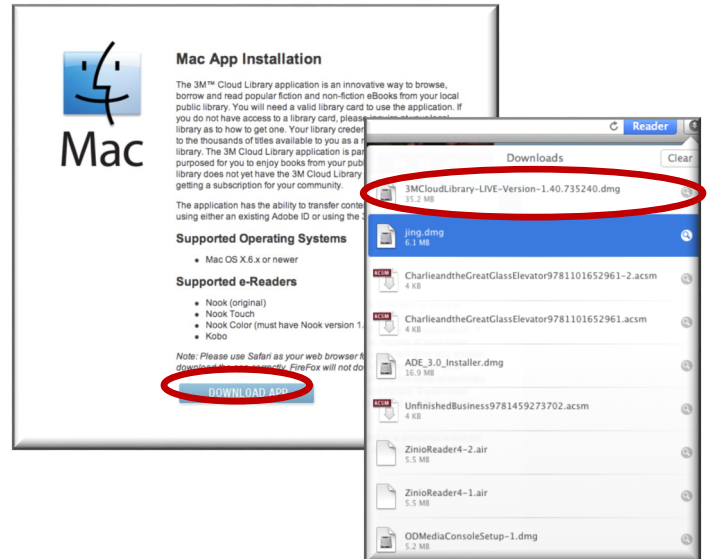 Mac
Mac App Installation
The 3M™ Cloud Library application is an innovative way to browse,
borrow and read popular fiction and non-fiction eBooks from your local
public library. You will need a valid library card to use the application. If
you do not have access to a library card, please inquire at your local
library as to how to get one. Your library creden
to the thousands of titles available to you as a
library. The 3M Cloud Library application is par
purposed for you to enjoy books from your pub
library does not yet have the 3M Cloud Library
getting a subscription for your community.
The application has the ability to transfer conte
using either an existing Adobe ID or using the
Supported Operating Systems
• Mac OS X.6.x or newer
Supported e-Readers
• Nook (original)
• Nook Touch
• Nook Color (must have Nook version 1.
• Kobo
Note: Please use Safari as your web browser
download the app correctly. FireFox will not do
DOWNLOAD APP
Reader
Downloads
Clear
3MCloudLibrary-LIVE-Version-1.40.735240.dmg
35.2 MB
jing.dmg
6.1 MB
ACSM
CharlieandtheGreatGlassElevator9781101652961-2.acsm
4 KB
ACSM
CharlieandtheGreatGlassElevator9781101652961.acsm
4 KB
ADE_3.0_Installer.dmg
16.9 MB
ACSM
UnfinishedBusiness9781459273702.acsm
4 KB
ZinioReader4-2.air
5.5 MB
ZinioReader4-1.air
5.5 MB
ODMediaConsoleSetup-1.dmg
5.2 MB